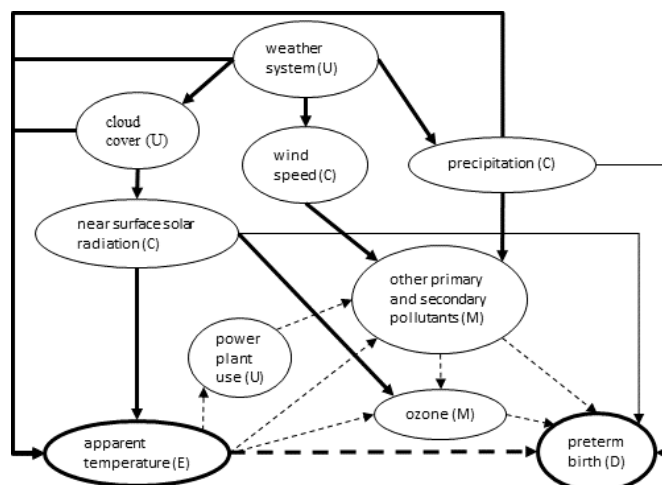 weather
system (U)
cloud
cover (U)
wind
speed (C)
precipitation (C)
near surface solar
radiation (C)
other primary
and secondary
pollutants (M)
power
plant
use (U)
ozone (M)
apparent
temperature (E)
preterm
birth (D)